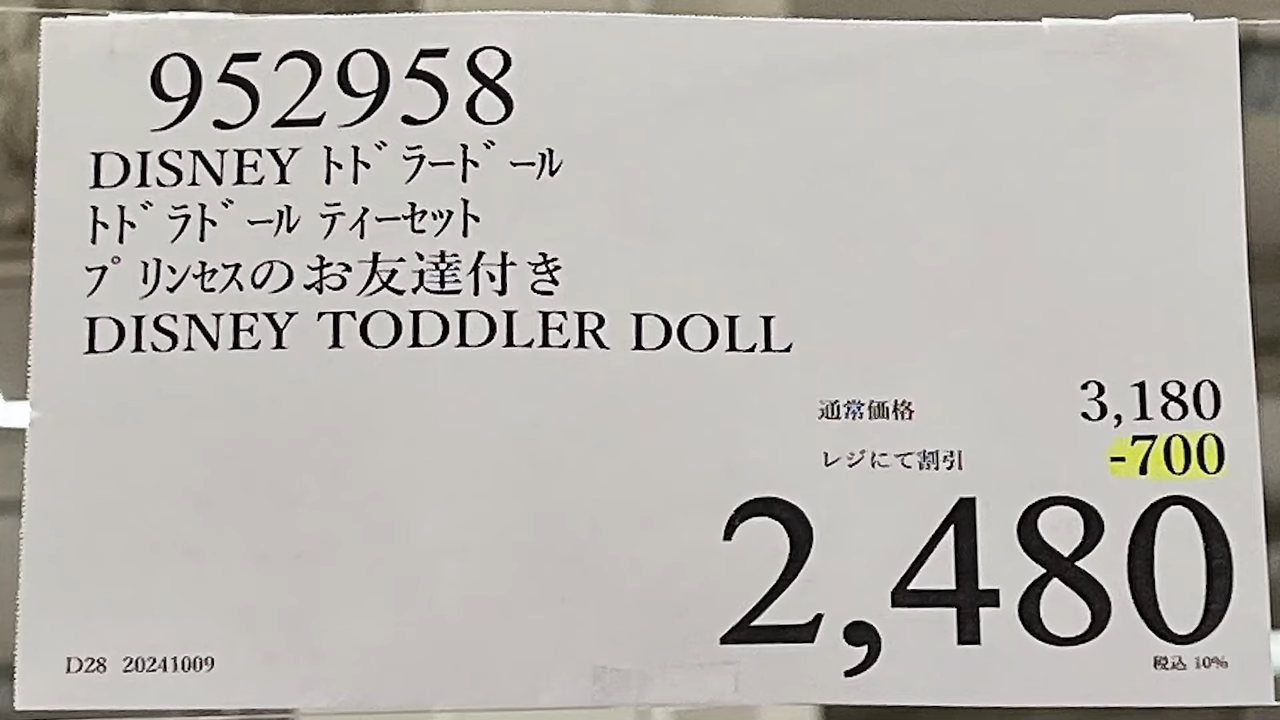 952958
DISNEY ﾄﾄﾞﾗｰﾄﾞｰﾙ
ﾄﾄﾞﾗﾄﾞｰﾙ ティーセット
ﾌﾟﾘﾝｾｽのお友達付き
DISNEY TODDLER DOLL
通常価格 3,180
レジにて割引 -700
2,480
税込 10%
D28 20241009